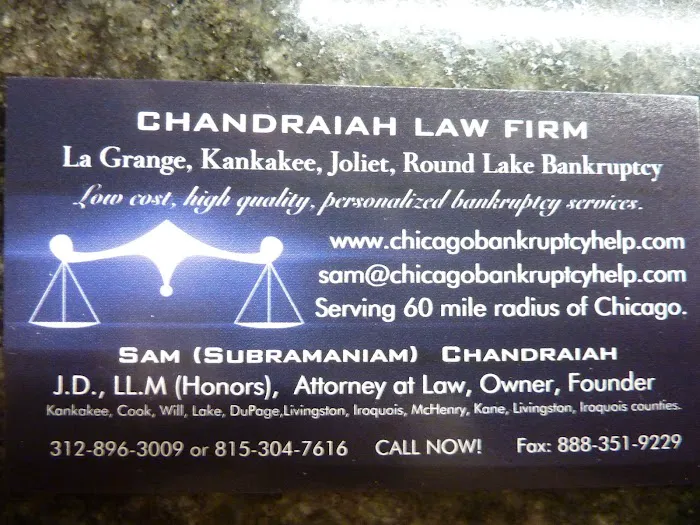 CHANDRAIAH LAW FIRM
La Grange, Kankakee, Joliet, Round Lake Bankruptcy
Low cost, high quality, personalized bankruptcy services.
www.chicagobankruptcyhelp.com
sam@chicagobankruptcyhelp.com
Serving 60 mile radius of Chicago.
SAM (SUBRAMANIAM) CHANDRAIAH
J.D., LL.M (Honors), Attorney at Law, Owner, Founder
Kankakee, Cook, Will, Lake, DuPage,Livingston, Iroquois, McHenry, Kane, Livingston, Iroquois counties.
312-896-3009 or 815-304-7616 CALL NOW! Fax: 888-351-9229